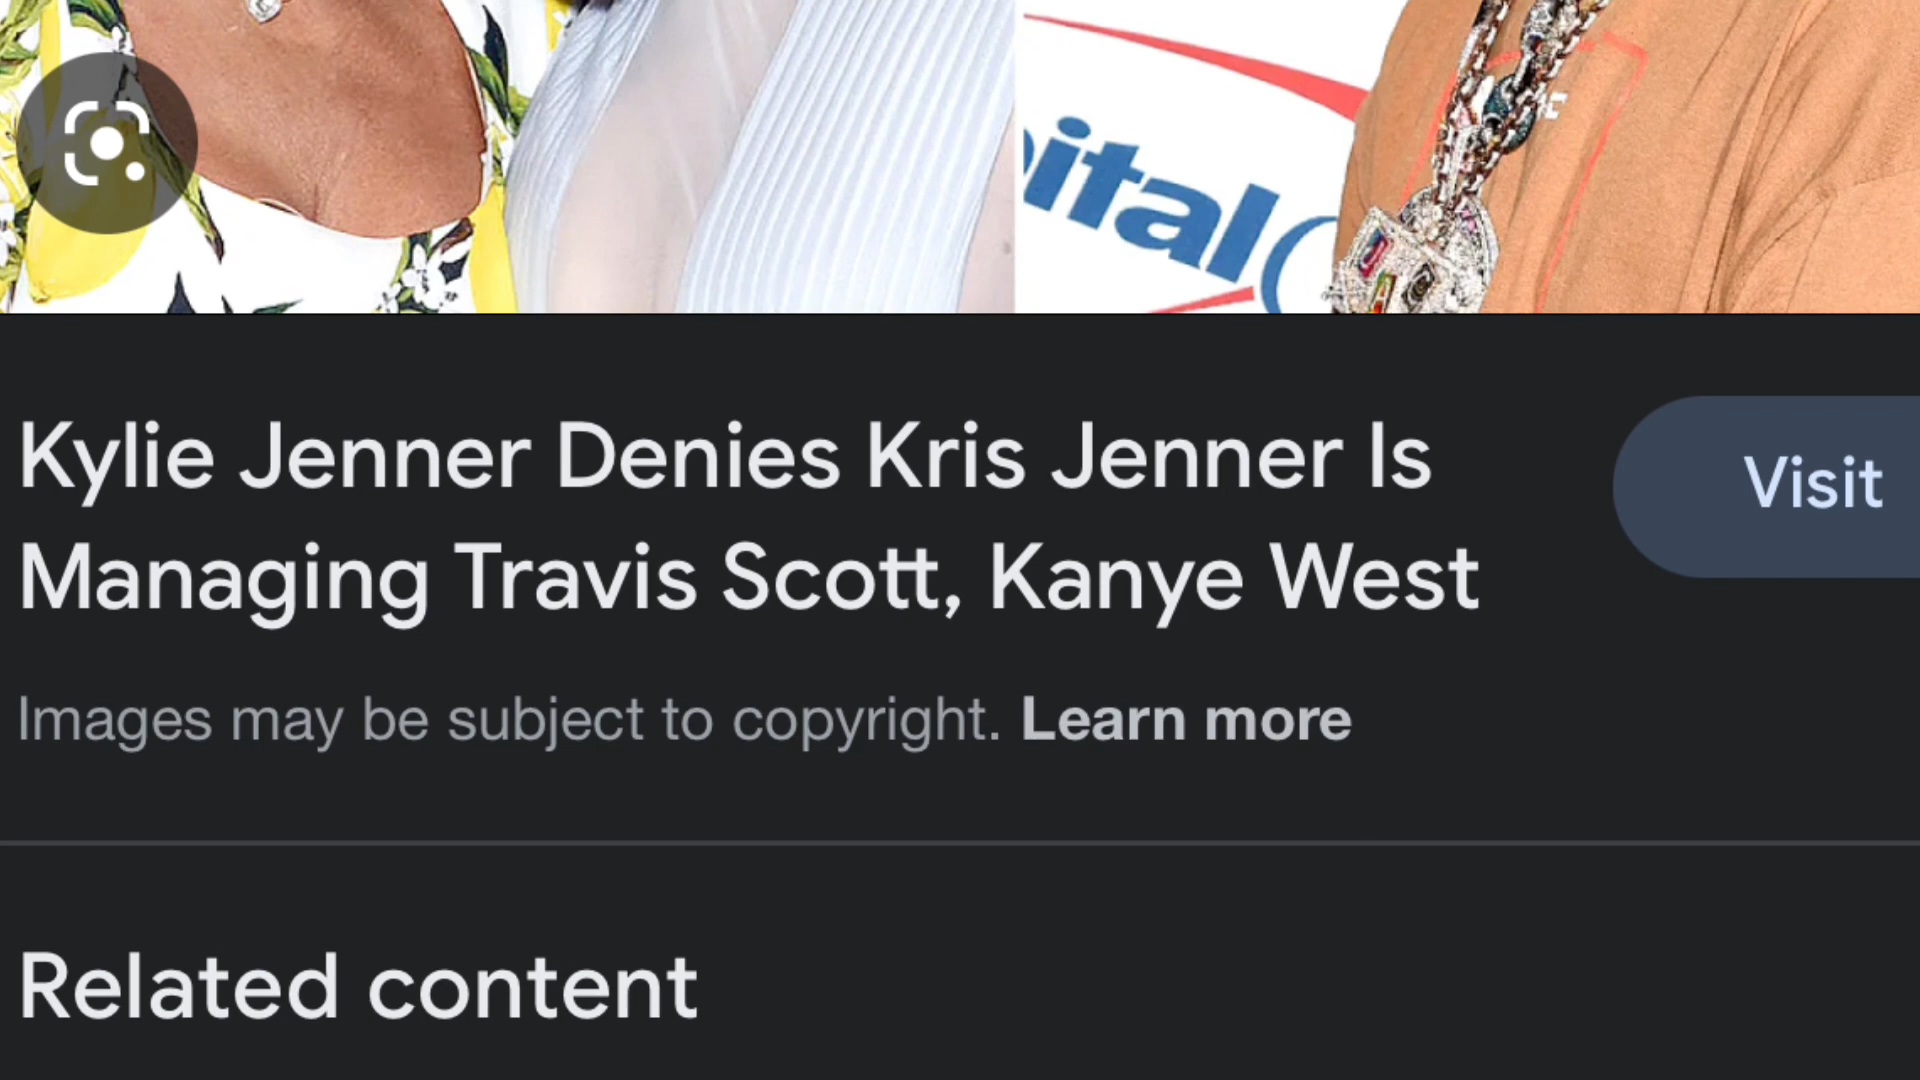 ital
Kylie Jenner Denies Kris Jenner Is
Managing Travis Scott, Kanye West
Visit
Images may be subject to copyright. Learn more
Related content